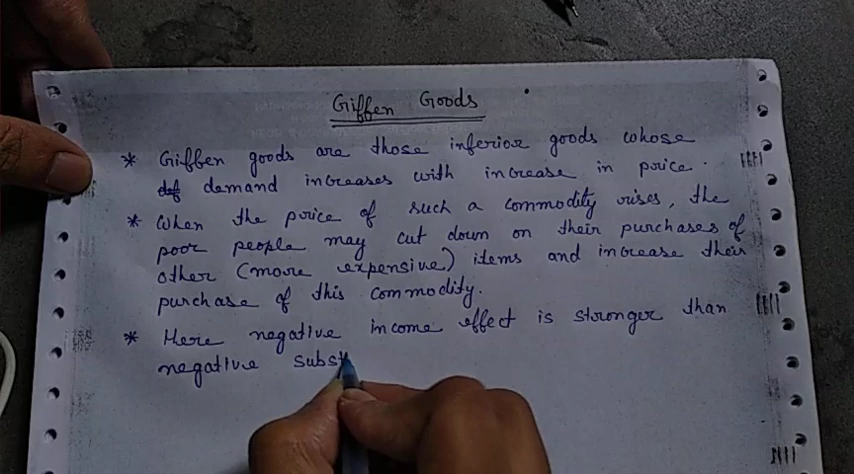 Giffen Goods
* Giffen goods are those inferior goods whose
demand increases with increase in price.
* When the price of such a commodity rises, the
poor people may cut down on their purchases of
other (more expensive) items and increase their
purchase of this commodity.
* Here negative income effect is stronger than
negative subst